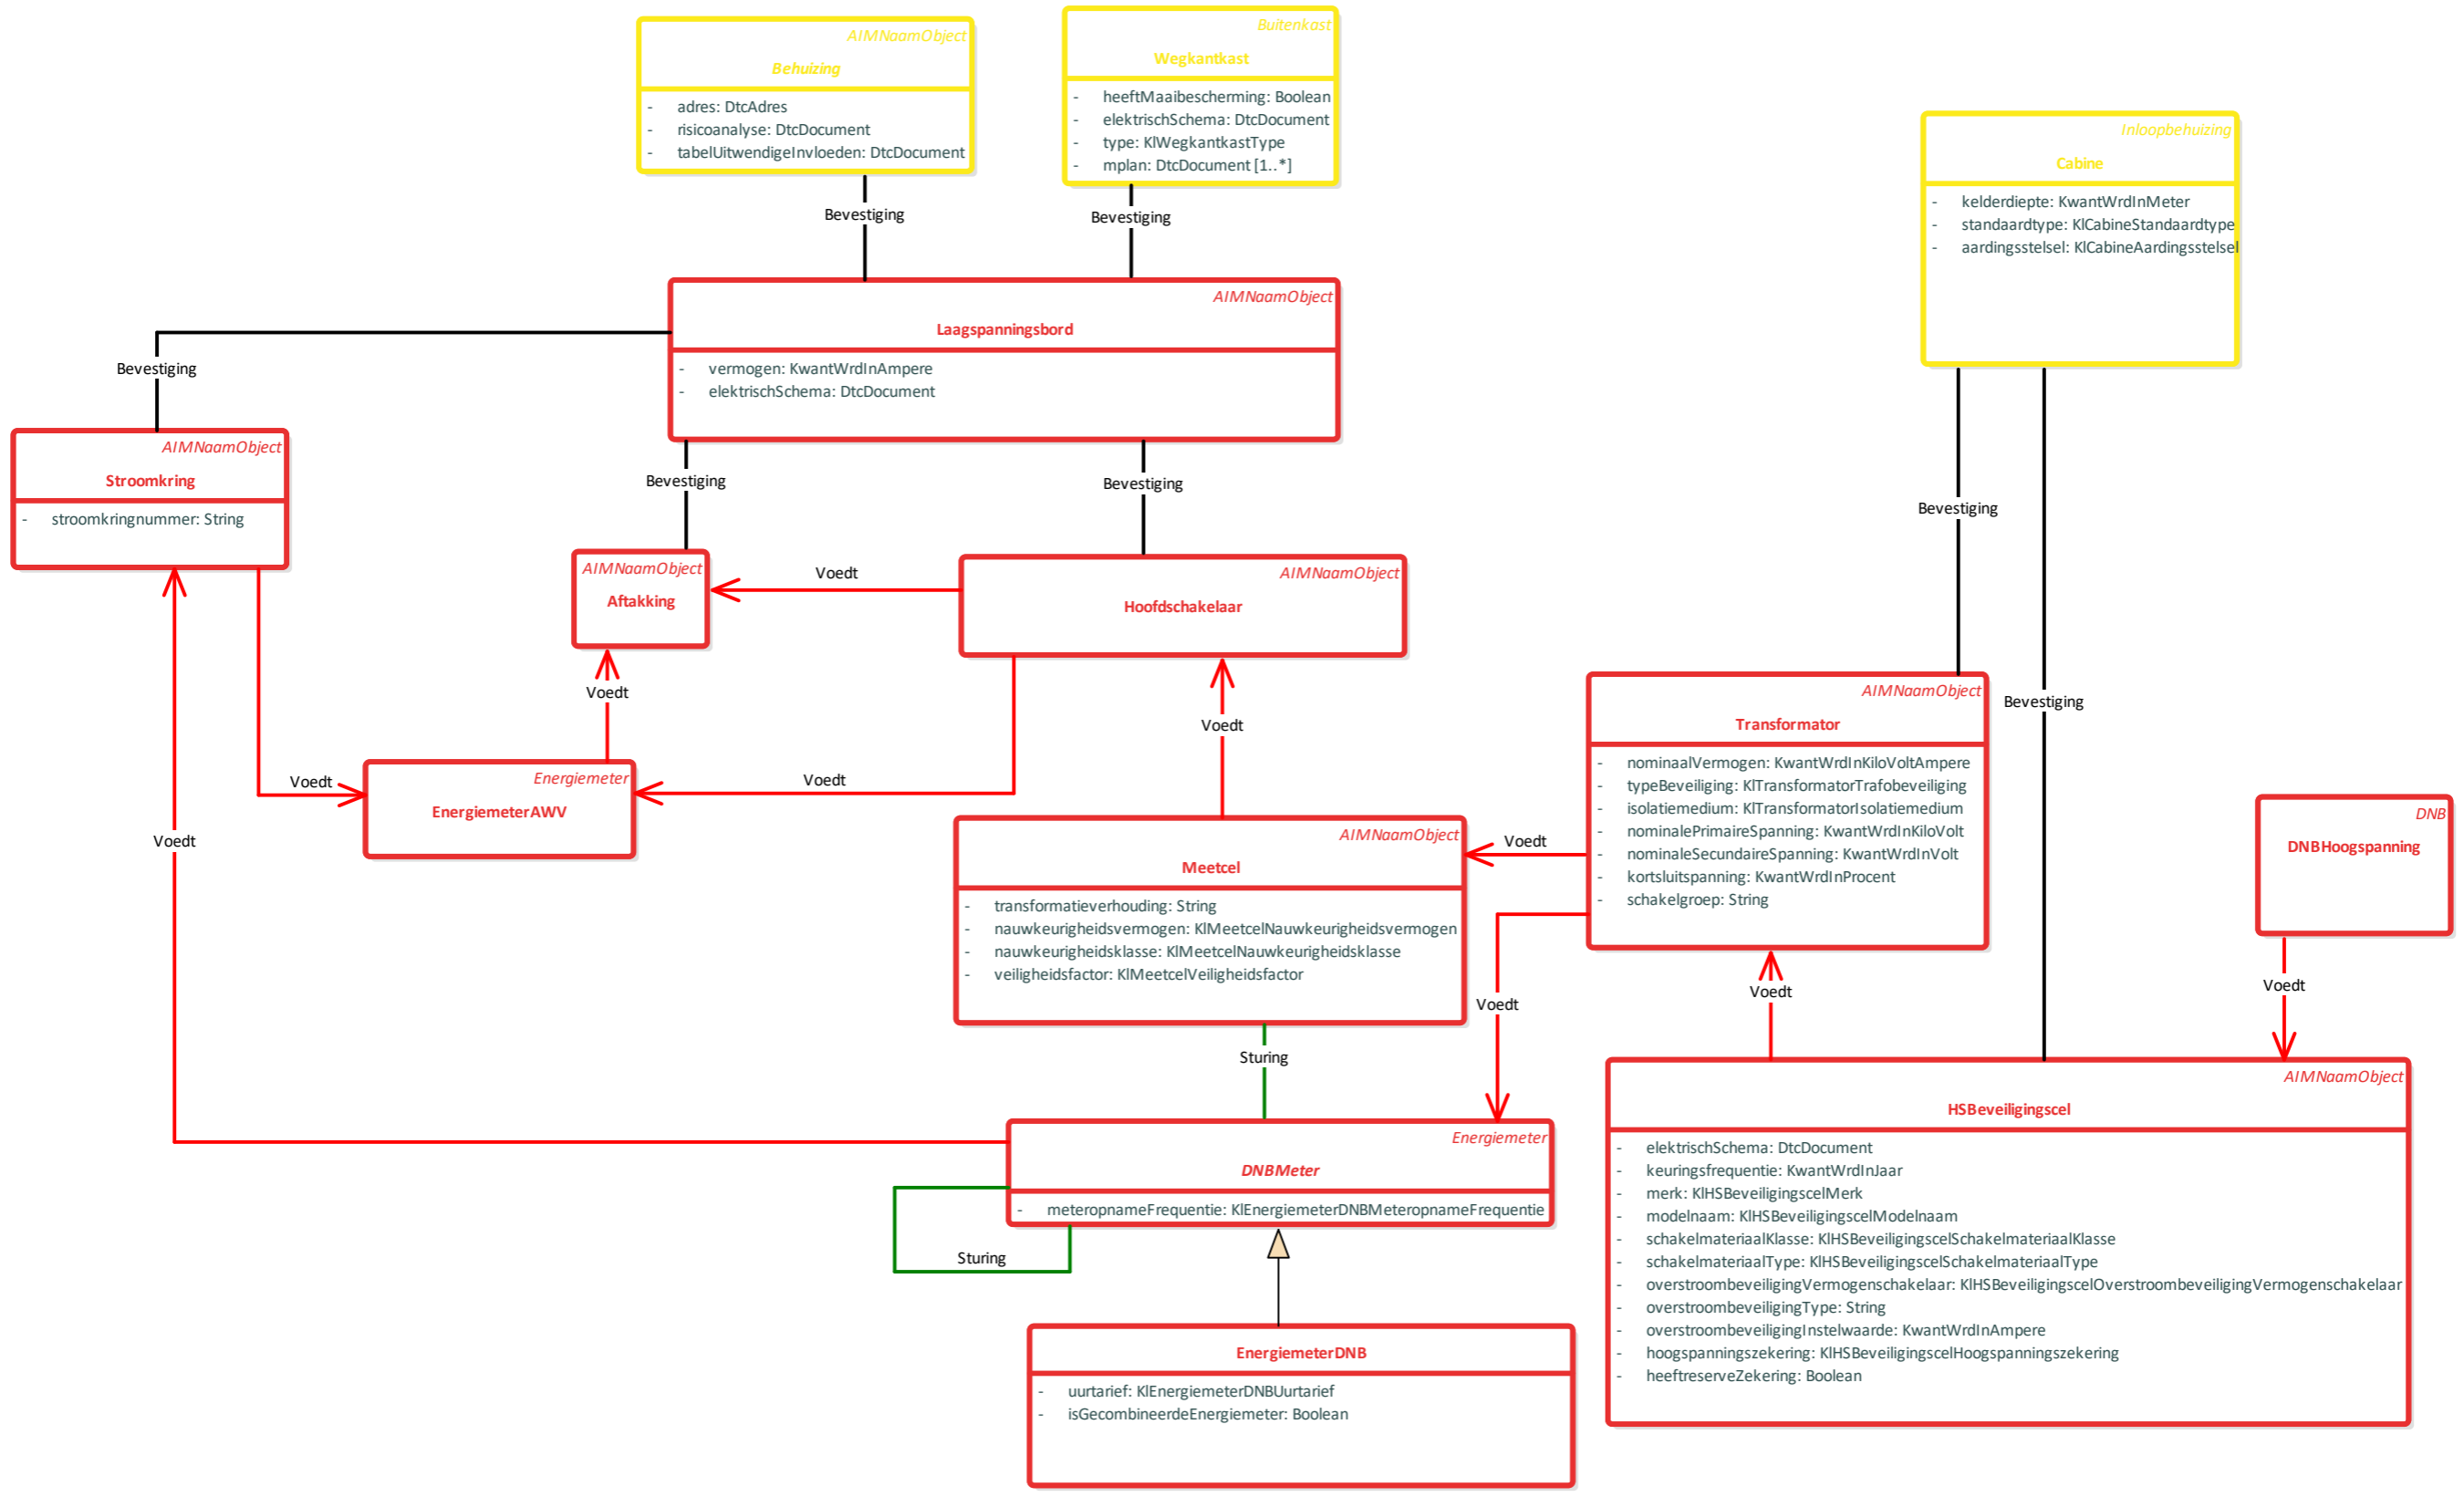 AIMNaamObject
Behuizing
- adres: DtcAdres
- risicoanalyse: DtcDocument
- tabelUitwendigeInvloeden: DtcDocument
Buitenkast
Wegkantkast
- heeftMaaibescherming: Boolean
- elektrischSchema: DtcDocument
- type: KlWegkantkastType
- mplan: DtcDocument [1..*]
Inloopbehuizing
Cabine
- kelderdiepte: KwantWrdInMeter
- standaardtype: KlCabineStandaardtype
- aardingsstelsel: KlCabineAardingsstelsel
Bevestiging
Bevestiging
AIMNaamObject
Laagspanningsbord
- vermogen: KwantWrdInAmpere
- elektrischSchema: DtcDocument
Bevestiging
AIMNaamObject
Stroomkring
- stroomkringnummer: String
Bevestiging
Bevestiging
Bevestiging
AIMNaamObject
Aftakking
Voedt
AIMNaamObject
Hoofdschakelaar
Voedt
Voedt
Bevestiging
AIMNaamObject
Transformator
- nominaalVermogen: KwantWrdInKiloVoltAmpere
- typeBeveiliging: KlTransformatorTrafobeveiliging
- isolatiemedium: KlTransformatorIsolatiemedium
- nominalePrimaireSpanning: KwantWrdInKiloVolt
- nominaleSecundaireSpanning: KwantWrdInVolt
- kortsluitspanning: KwantWrdInProcent
- schakelgroep: String
Voedt
Energiemeter
EnergiemeterAWV
Voedt
Voedt
AIMNaamObject
Meetcel
- transformatieverhouding: String
- nauwkeurigheidsvermogen: KlMeetcelNauwkeurigheidsvermogen
- nauwkeurigheidsklasse: KlMeetcelNauwkeurigheidsklasse
- veiligheidsfactor: KlMeetcelVeiligheidsfactor
Voedt
DNB
DNBHoogspanning
Voedt
Voedt
Voedt
Voedt
Sturing
Energiemeter
DNBMeter
- meteropnameFrequentie: KlEnergiemeterDNBMeteropnameFrequentie
Sturing
AIMNaamObject
HSBeveiligingscel
- elektrischSchema: DtcDocument
- keuringsfrequentie: KwantWrdInJaar
- merk: KlHSBeveiligingscelMerk
- modelnaam: KlHSBeveiligingscelModelnaam
- schakelmateriaalKlasse: KlHSBeveiligingscelSchakelmateriaalKlasse
- schakelmateriaalType: KlHSBeveiligingscelSchakelmateriaalType
- overstroombeveiligingVermogenschakelaar: KlHSBeveiligingscelOverstroombeveiligingVermogenschakelaar
- overstroombeveiligingType: String
- overstroombeveiligingInstelwaarde: KwantWrdInAmpere
- hoogspanningszekering: KlHSBeveiligingscelHoogspanningszekering
- heeftreserveZekering: Boolean
EnergiemeterDNB
- uurtarief: KlEnergiemeterDNBUurtarief
- isGecombineerdeEnergiemeter: Boolean